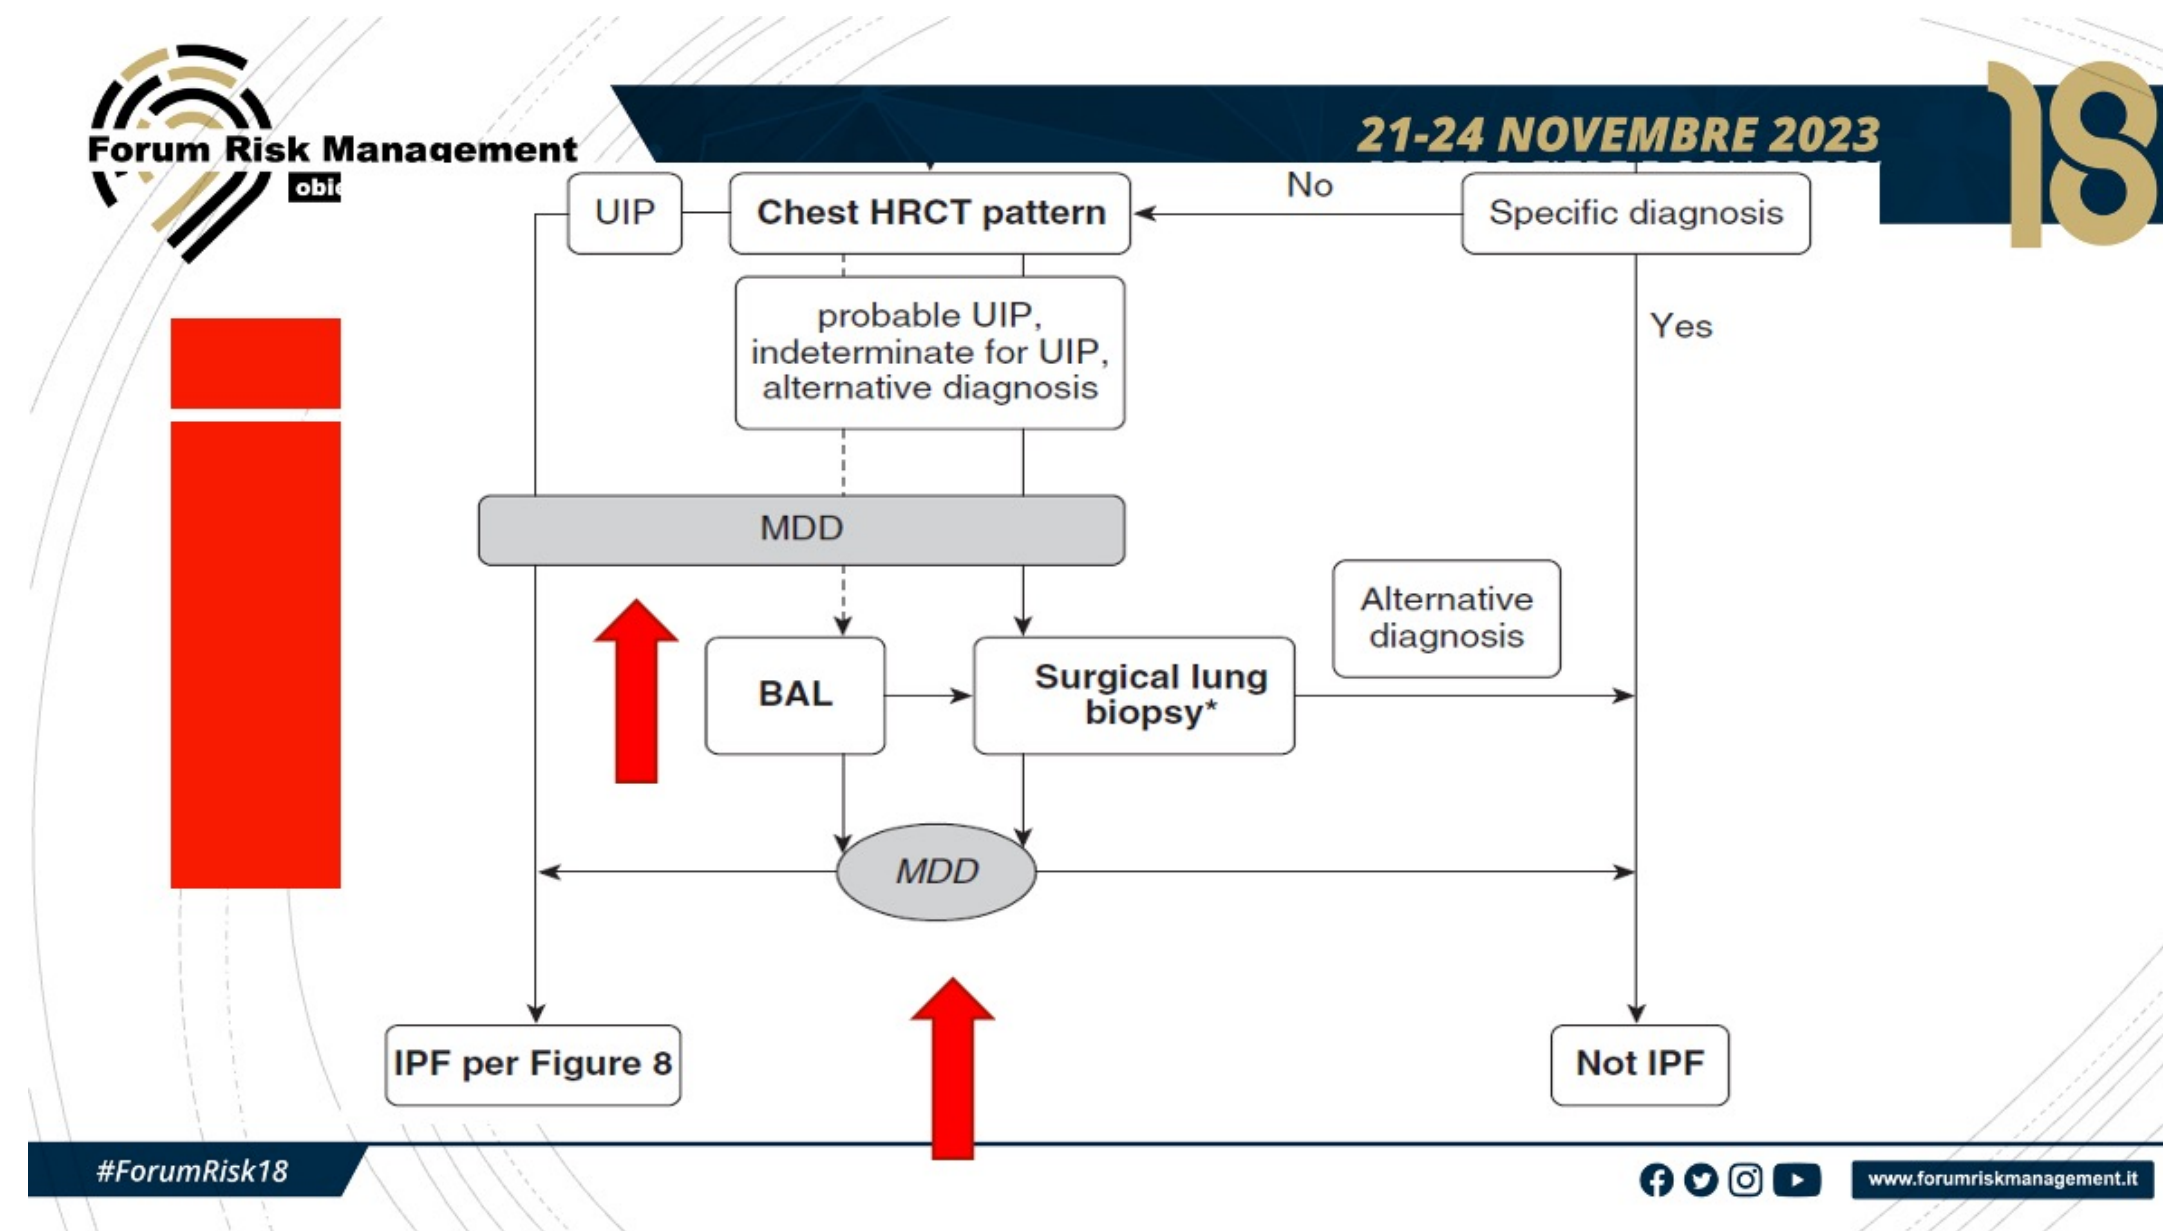 Forum Risk Management
obie
21-24 NOVEMBRE 2023
18
UIP
Chest HRCT pattern
No
Specific diagnosis
probable UIP,
indeterminate for UIP,
alternative diagnosis
Yes
MDD
Alternative
diagnosis
BAL
Surgical lung
biopsy*
MDD
IPF per Figure 8
Not IPF
#ForumRisk18
www.forumriskmanagement.it